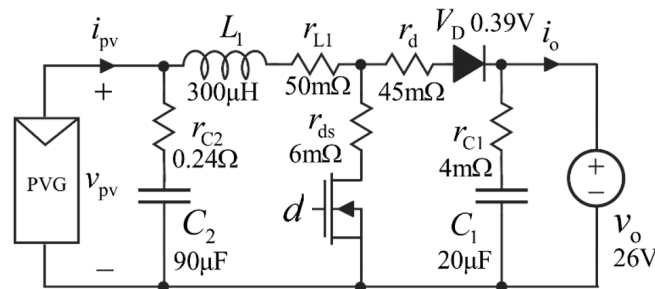 i_pv
L_1
r_L1
r_d
V_D 0.39V
i_o
+
300μH
50mΩ
45mΩ
r_C2
0.24Ω
r_ds
6mΩ
r_C1
4mΩ
PVG
v_pv
d
+
−
C_2
90μF
C_1
20μF
v_o
26V
−